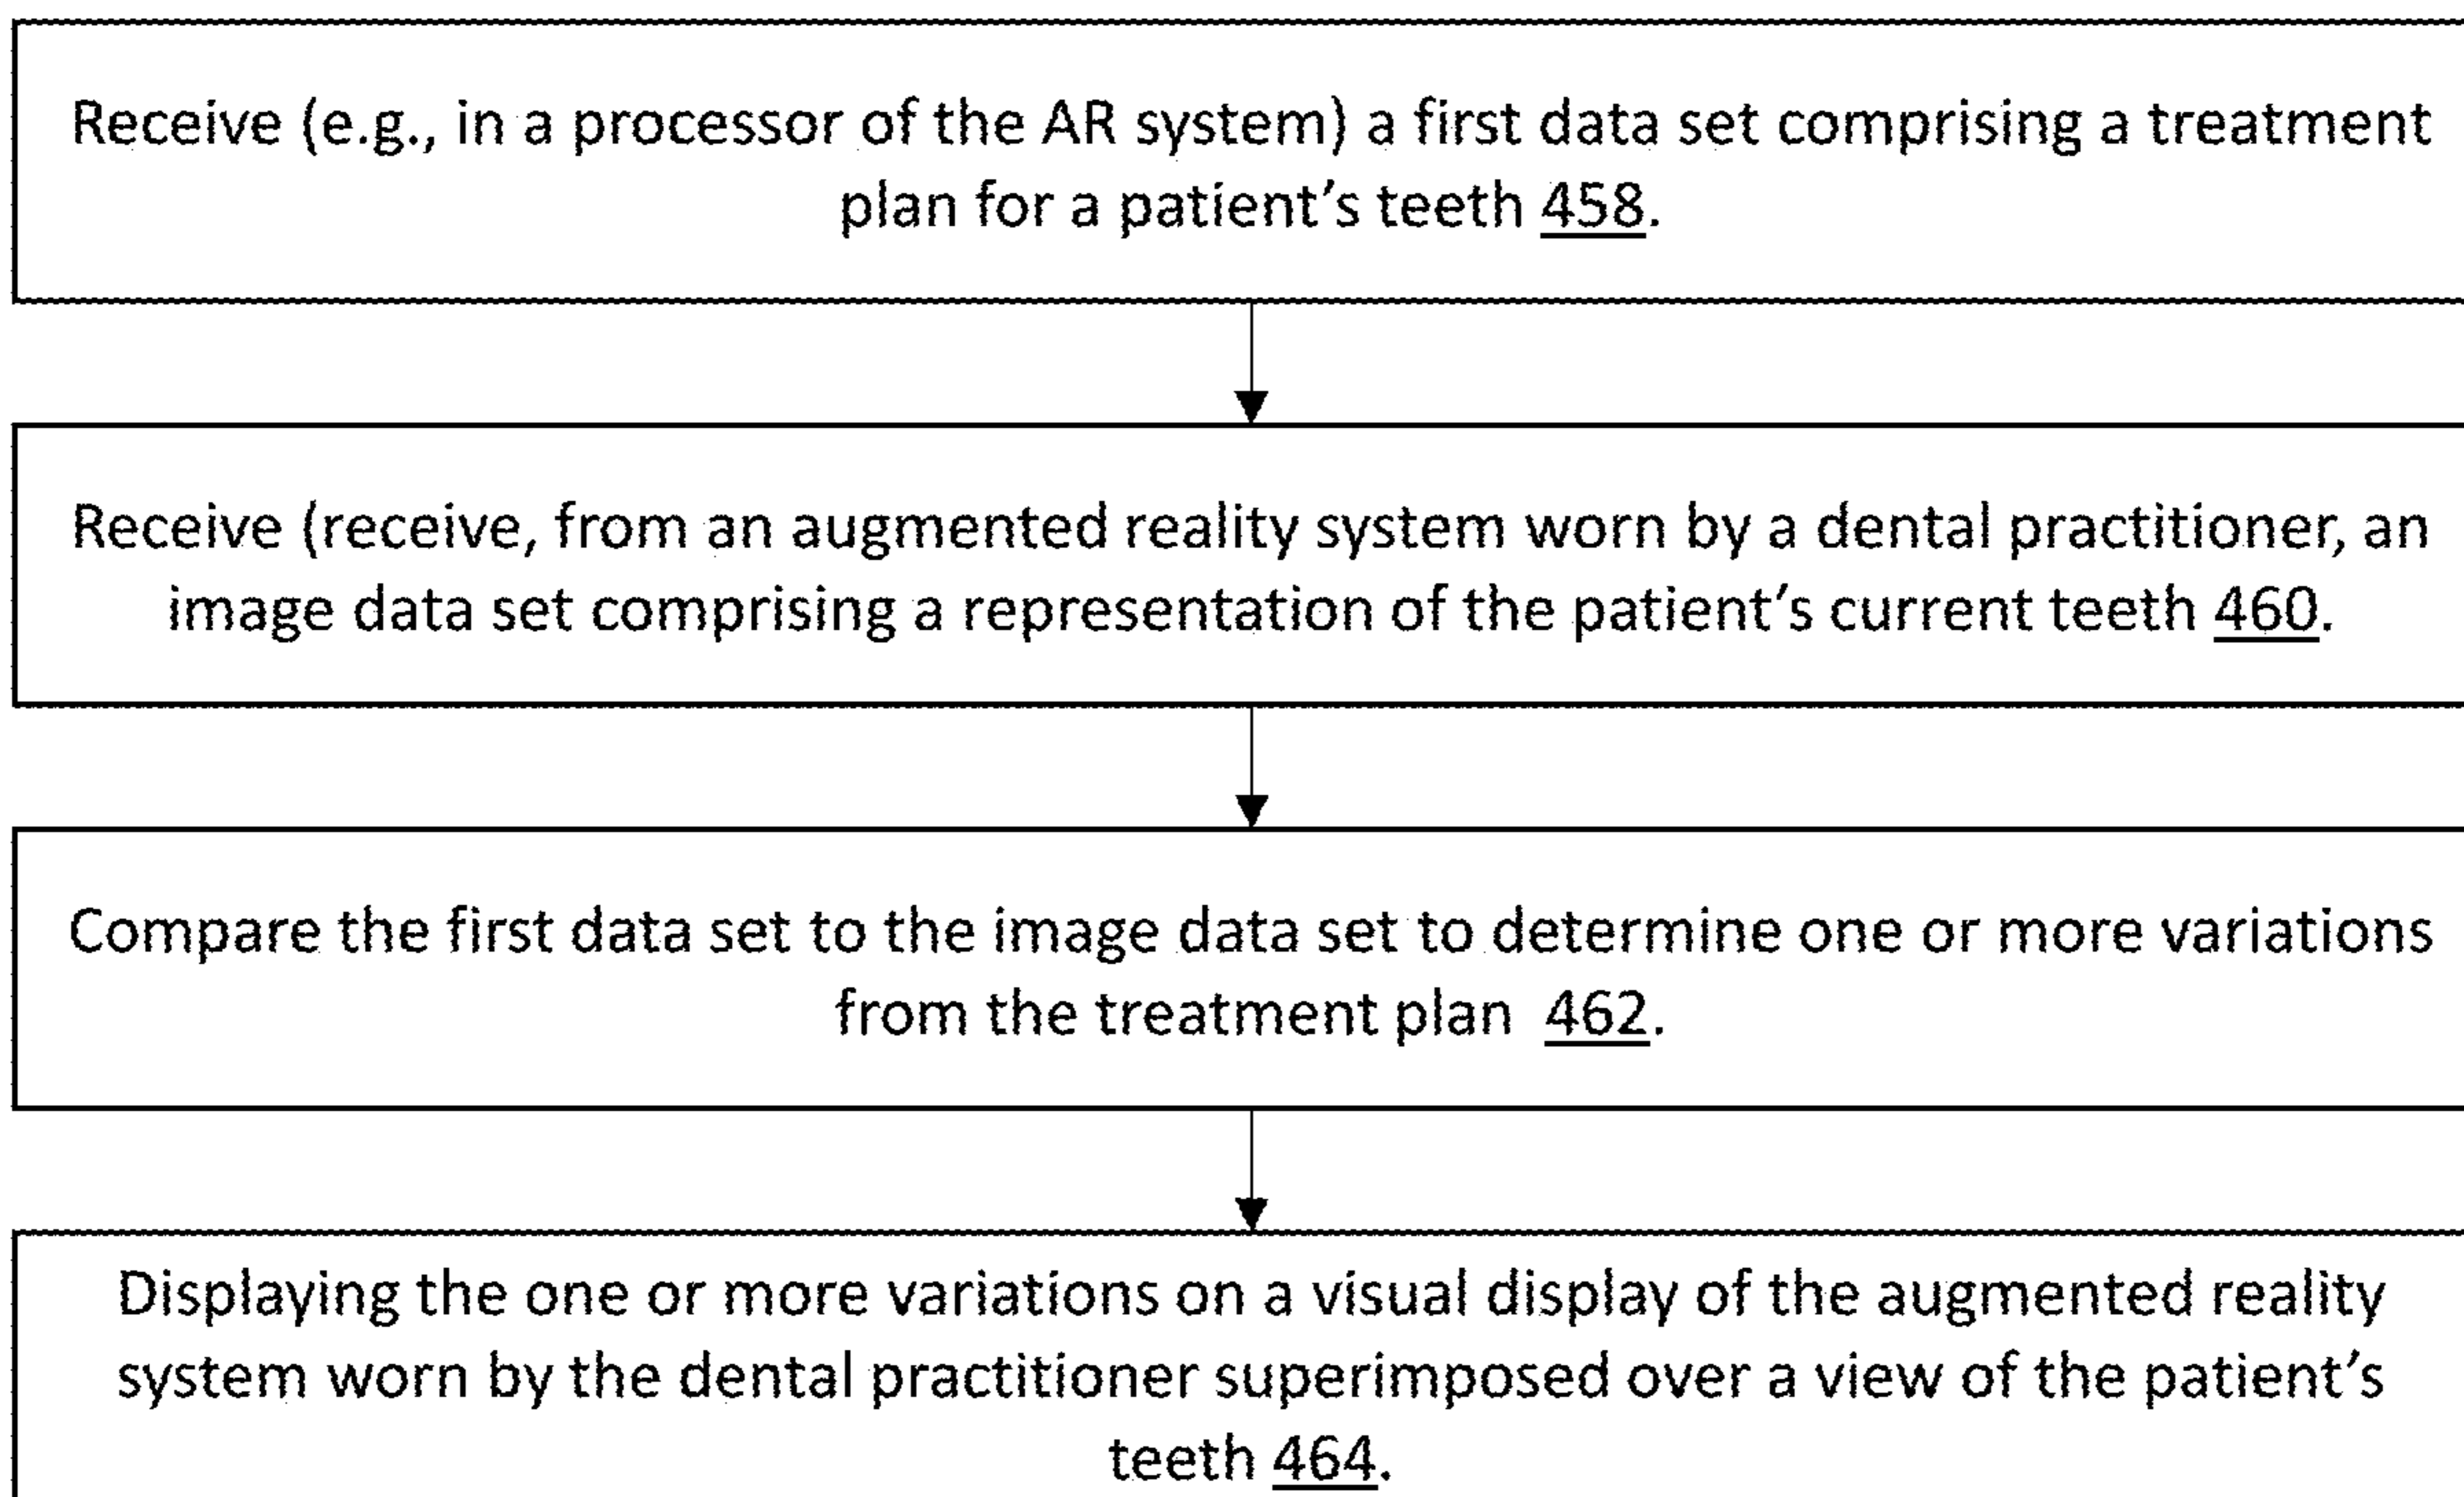 Receive (e.g., in a processor of the AR system) a first data set comprising a treatment
plan for a patient's teeth 458.
Receive (receive, from an augmented reality system worn by a dental practitioner, an
image data set comprising a representation of the patient's current teeth 460.
Compare the first data set to the image data set to determine one or more variations
from the treatment plan 462.
Displaying the one or more variations on a visual display of the augmented reality
system worn by the dental practitioner superimposed over a view of the patient's
teeth 464.